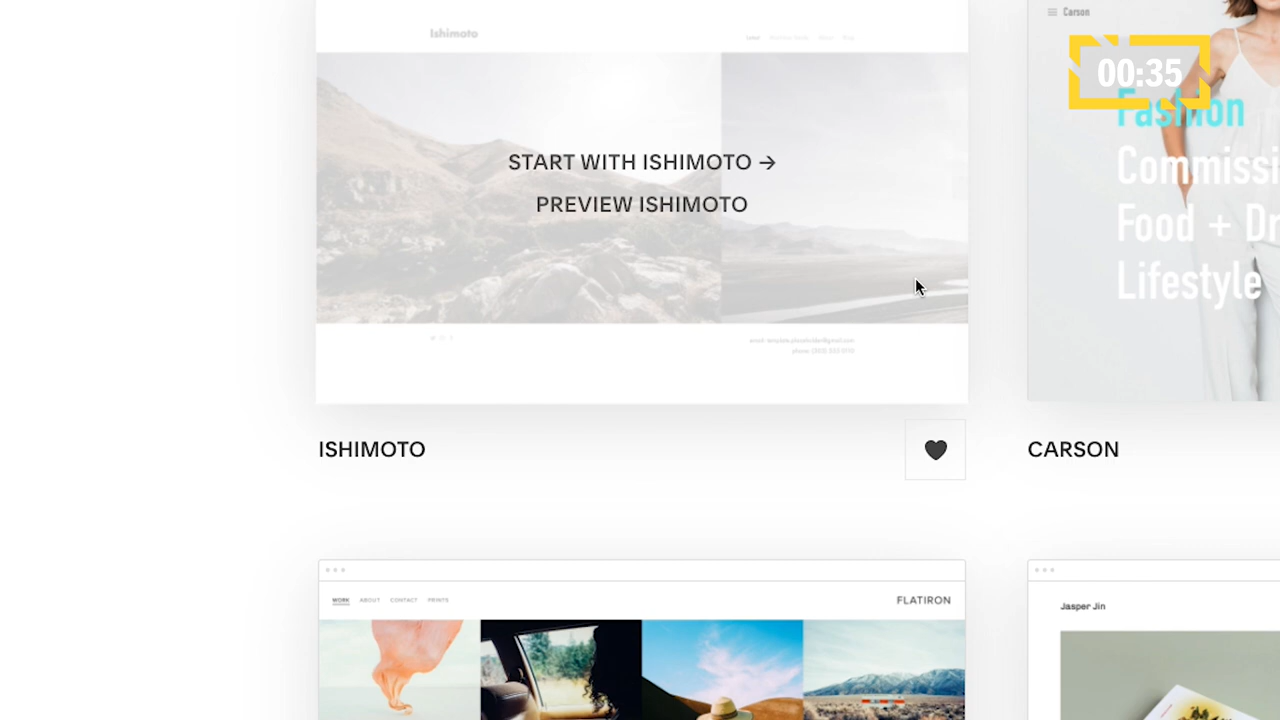 Ishimoto
START WITH ISHIMOTO →
PREVIEW ISHIMOTO
ISHIMOTO
Carson
00:35
Fashion
Commissi
Food + Dr
Lifestyle
CARSON
WORK ABOUT CONTACT PRINTS
FLATIRON
Jasper Jin